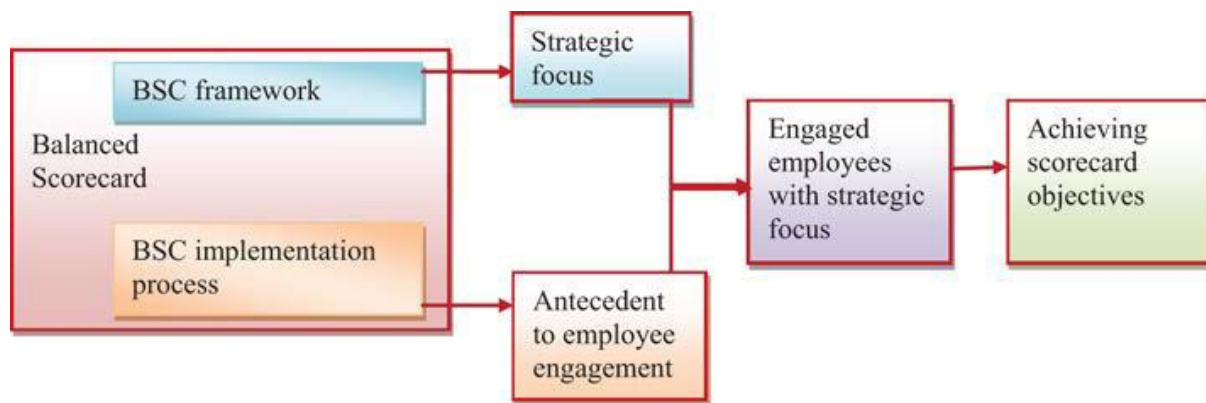 Balanced
Scorecard
BSC framework
BSC implementation
process
Strategic
focus
Antecedent
to employee
engagement
Engaged
employees
with strategic
focus
Achieving
scorecard
objectives